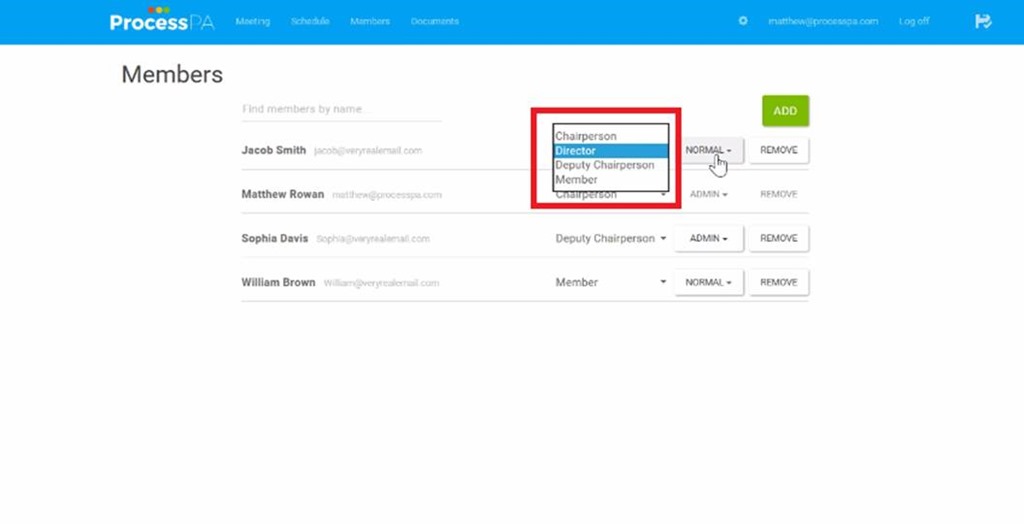 ProcessPA Meeting Schedule Members Documents matthew@processpa.com Log off
Members
Find members by name...
ADD
Chairperson
Director
Deputy Chairperson
Member
Jacob Smith jacob@veryrealemail.com NORMAL REMOVE
Matthew Rowan matthew@processpa.com Chairperson ADMIN REMOVE
Sophia Davis Sophia@veryrealemail.com Deputy Chairperson ADMIN REMOVE
William Brown William@veryrealemail.com Member NORMAL REMOVE